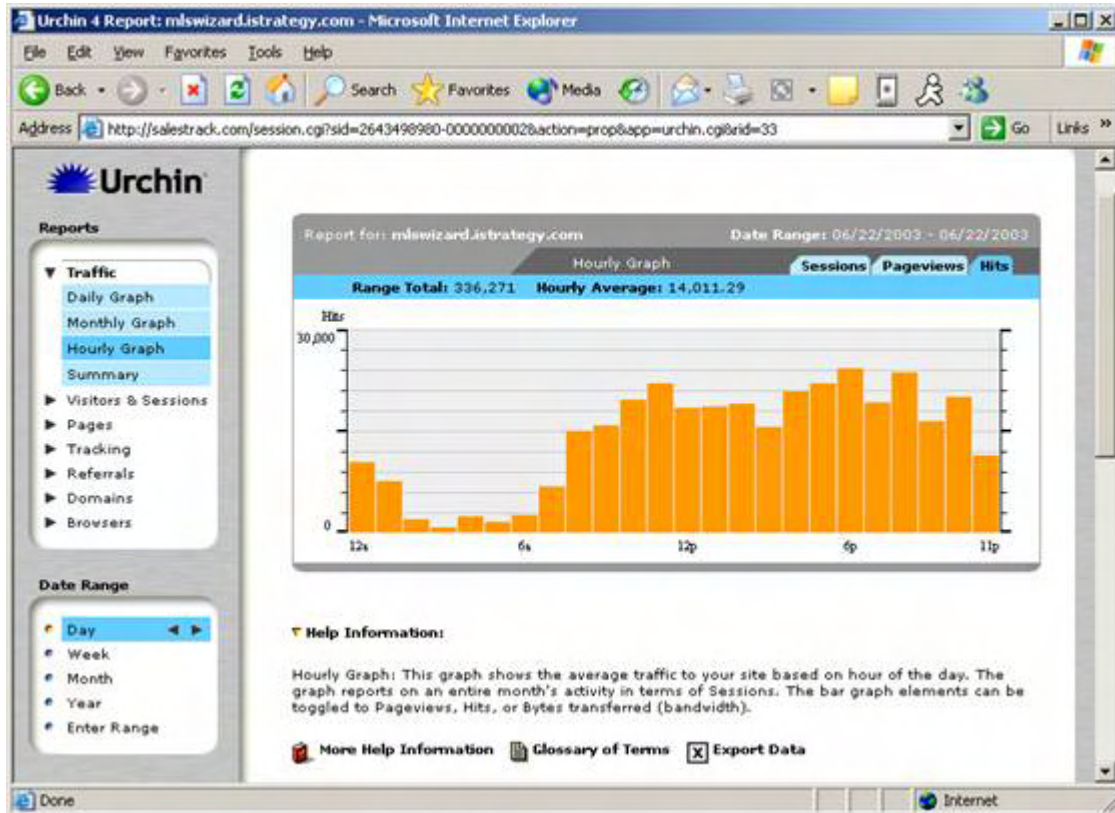 Urchin 4 Report: mlswizard.istrategy.com - Microsoft Internet Explorer
File Edit View Favorites Tools Help
Back Search Favorites Media
Address http://salestrack.com/session.cgi?sid=2643498980-0000000002&action=prop&app=urchin.cgi&rid=33 Go Links »
Urchin
Reports
Traffic
Daily Graph
Monthly Graph
Hourly Graph
Summary
Visitors & Sessions
Pages
Tracking
Referrals
Domains
Browsers
Date Range
Day
Week
Month
Year
Enter Range
Report for: mlswizard.istrategy.com Date Range: 06/22/2003 - 06/22/2003
Hourly Graph Sessions Pageviews Hits
Range Total: 336,271 Hourly Average: 14,011.29
Hits
30,000
0
12a 6a 12p 6p 11p
Help Information:
Hourly Graph: This graph shows the average traffic to your site based on hour of the day. The
graph reports on an entire month's activity in terms of Sessions. The bar graph elements can be
toggled to Pageviews, Hits, or Bytes transferred (bandwidth).
More Help Information Glossary of Terms X Export Data
Done Internet